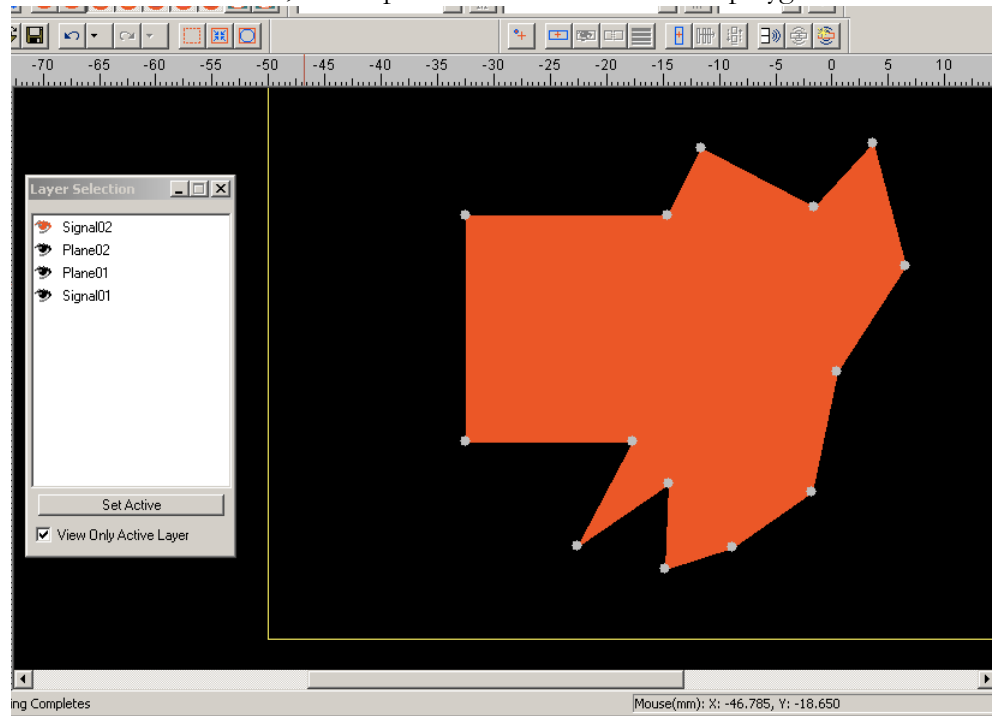 -70 -65 -60 -55 -50 -45 -40 -35 -30 -25 -20 -15 -10 -5 0 5 10
Layer Selection
Signal02
Plane02
Plane01
Signal01
Set Active
View Only Active Layer
ing Completes
Mouse(mm): X: -46.785, Y: -18.650